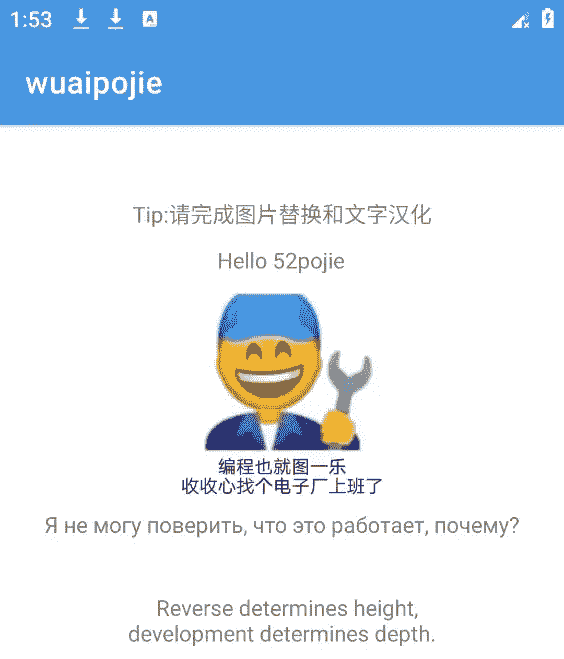 1:53
A
wuaipojie
Tip:请完成图片替换和文字汉化
Hello 52pojie
编程也就图一乐
收收心找个电子厂上班了
Я не могу поверить, что это работает, почему?
Reverse determines height,
development determines depth.